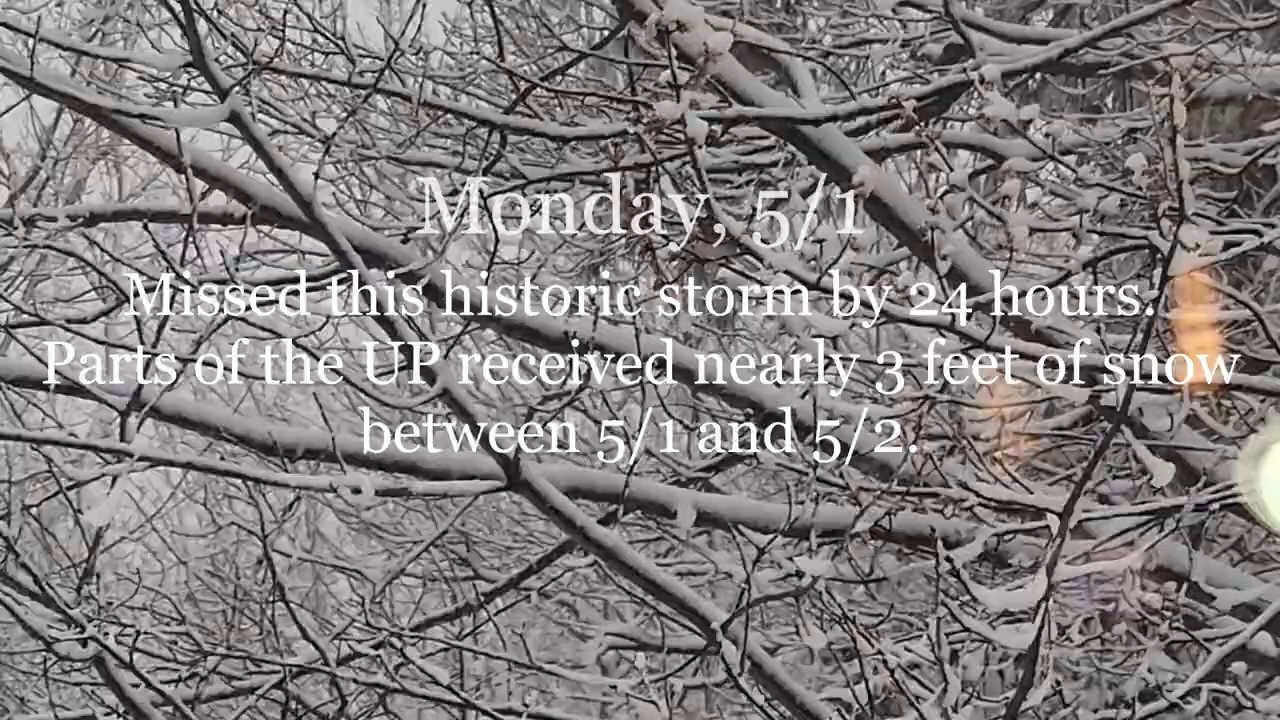 Monday, 5/1
Missed this historic storm by 24 hours.
Parts of the UP received nearly 3 feet of snow
between 5/1 and 5/2.